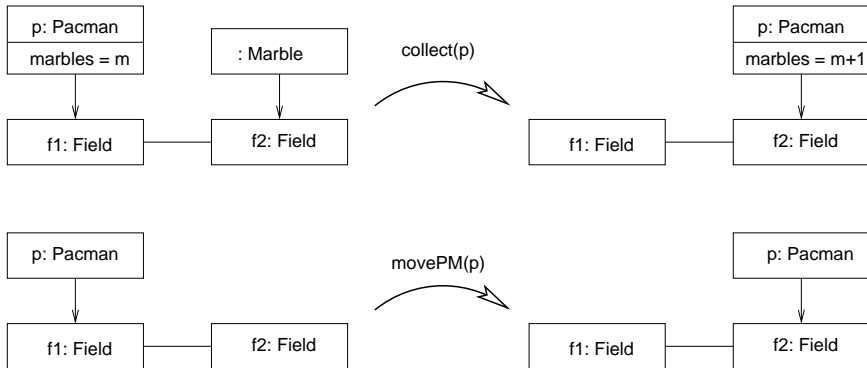 p: Pacman
marbles = m
: Marble
collect(p)
p: Pacman
marbles = m+1
f1: Field
f2: Field
f1: Field
f2: Field
p: Pacman
movePM(p)
p: Pacman
f1: Field
f2: Field
f1: Field
f2: Field